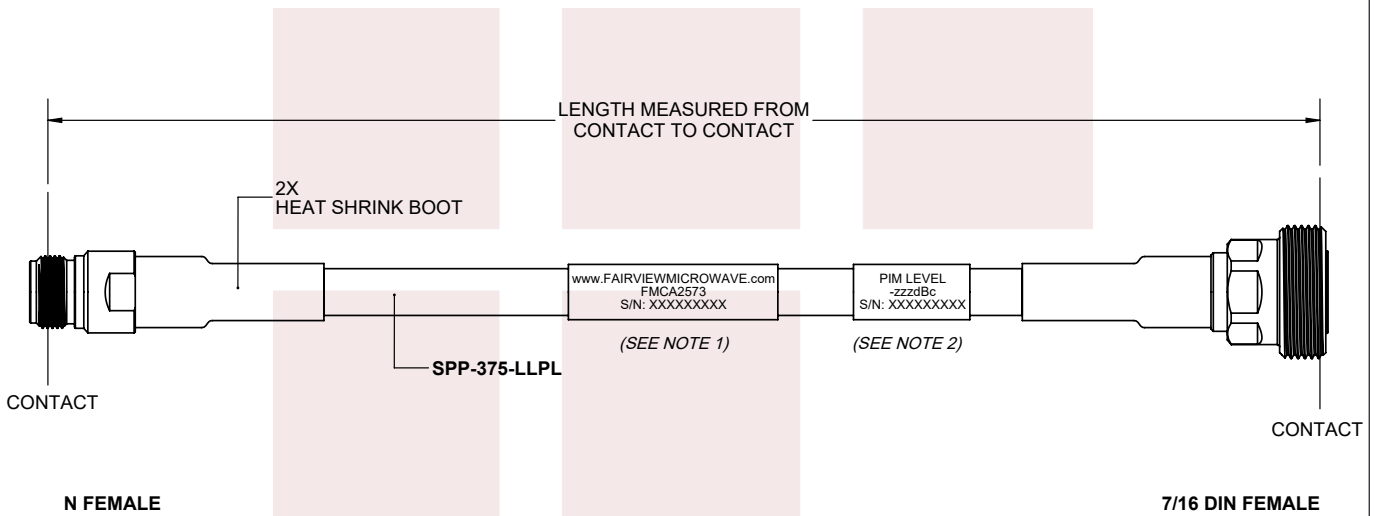 LENGTH MEASURED FROM
CONTACT TO CONTACT
2X
HEAT SHRINK BOOT
www.FAIRVIEWMICROWAVE.com
FMCA2573
S/N: XXXXXXXXX
PIM LEVEL
-zzzdBc
S/N: XXXXXXXXX
(SEE NOTE 1)
(SEE NOTE 2)
SPP-375-LLPL
CONTACT
CONTACT
N FEMALE
7/16 DIN FEMALE